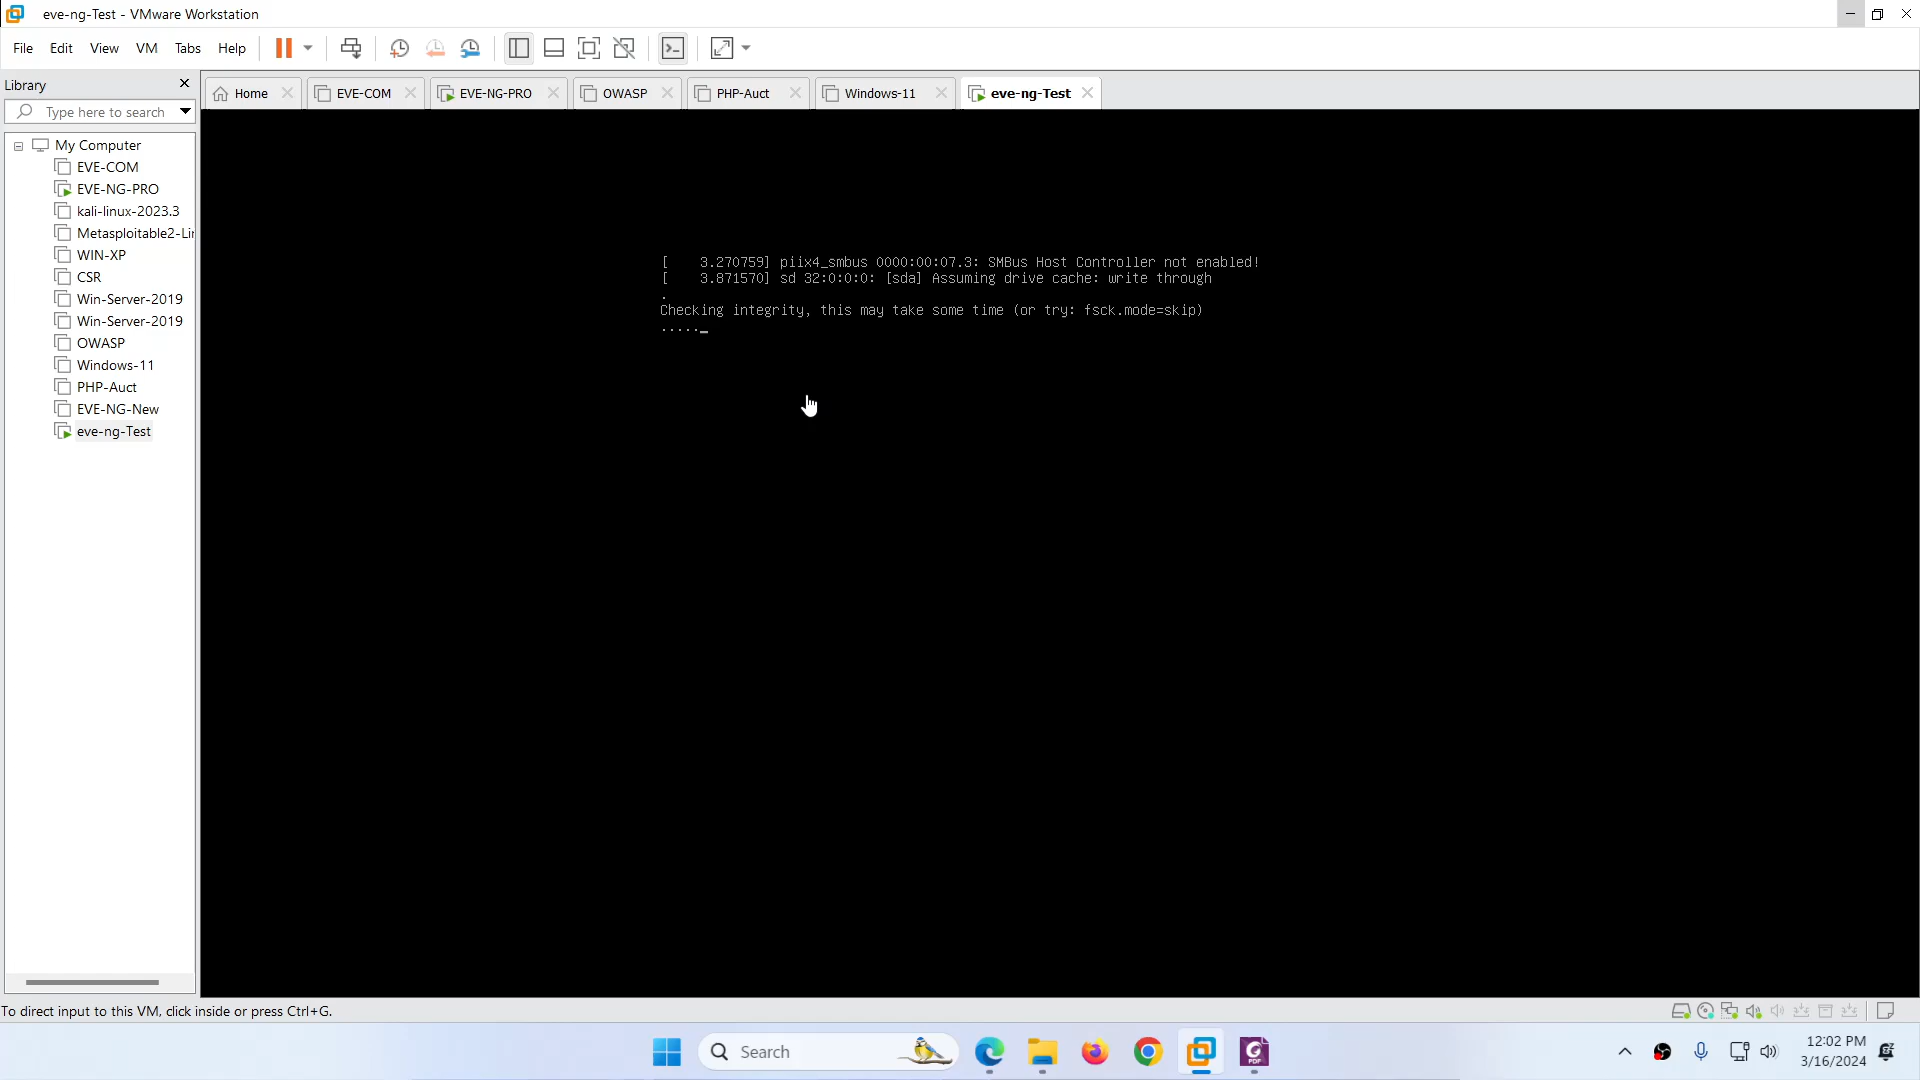 eve-ng-Test - VMware Workstation
File Edit View VM Tabs Help
Library
Type here to search
Home
EVE-COM
EVE-NG-PRO
OWASP
PHP-Auct
Windows-11
eve-ng-Test
My Computer
EVE-COM
EVE-NG-PRO
kali-linux-2023.3
Metasploitable2-Lin
WIN-XP
CSR
Win-Server-2019
Win-Server-2019
OWASP
Windows-11
PHP-Auct
EVE-NG-New
eve-ng-Test
[    3.270759] piix4_smbus 0000:00:07.3: SMBus Host Controller not enabled!
[    3.871570] sd 32:0:0:0: [sda] Assuming drive cache: write through
.
Checking integrity, this may take some time (or try: fsck.mode=skip)
....._
To direct input to this VM, click inside or press Ctrl+G.
Search
12:02 PM
3/16/2024